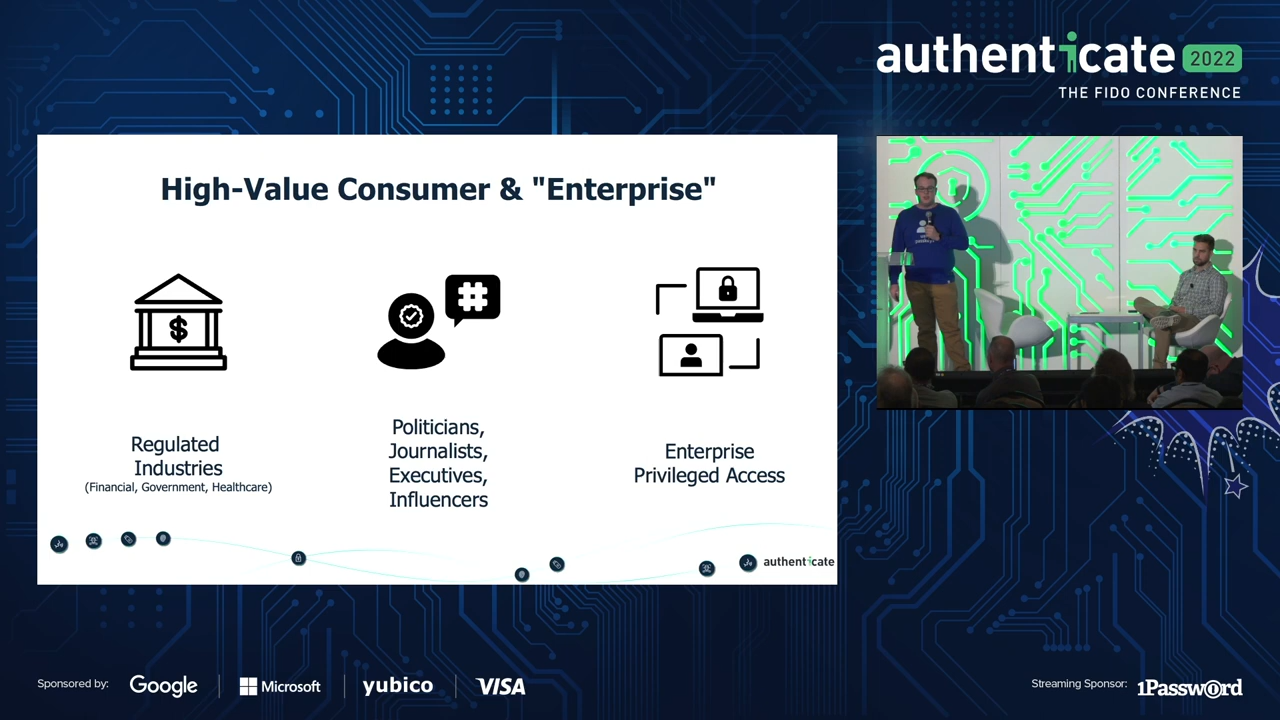 authenticate 2022
THE FIDO CONFERENCE
High-Value Consumer & "Enterprise"
$
#
Regulated
Industries
(Financial, Government, Healthcare)
Politicians,
Journalists,
Executives,
Influencers
Enterprise
Privileged Access
authenticate
Sponsored by:
Google
Microsoft
yubico
VISA
Streaming Sponsor:
1Password